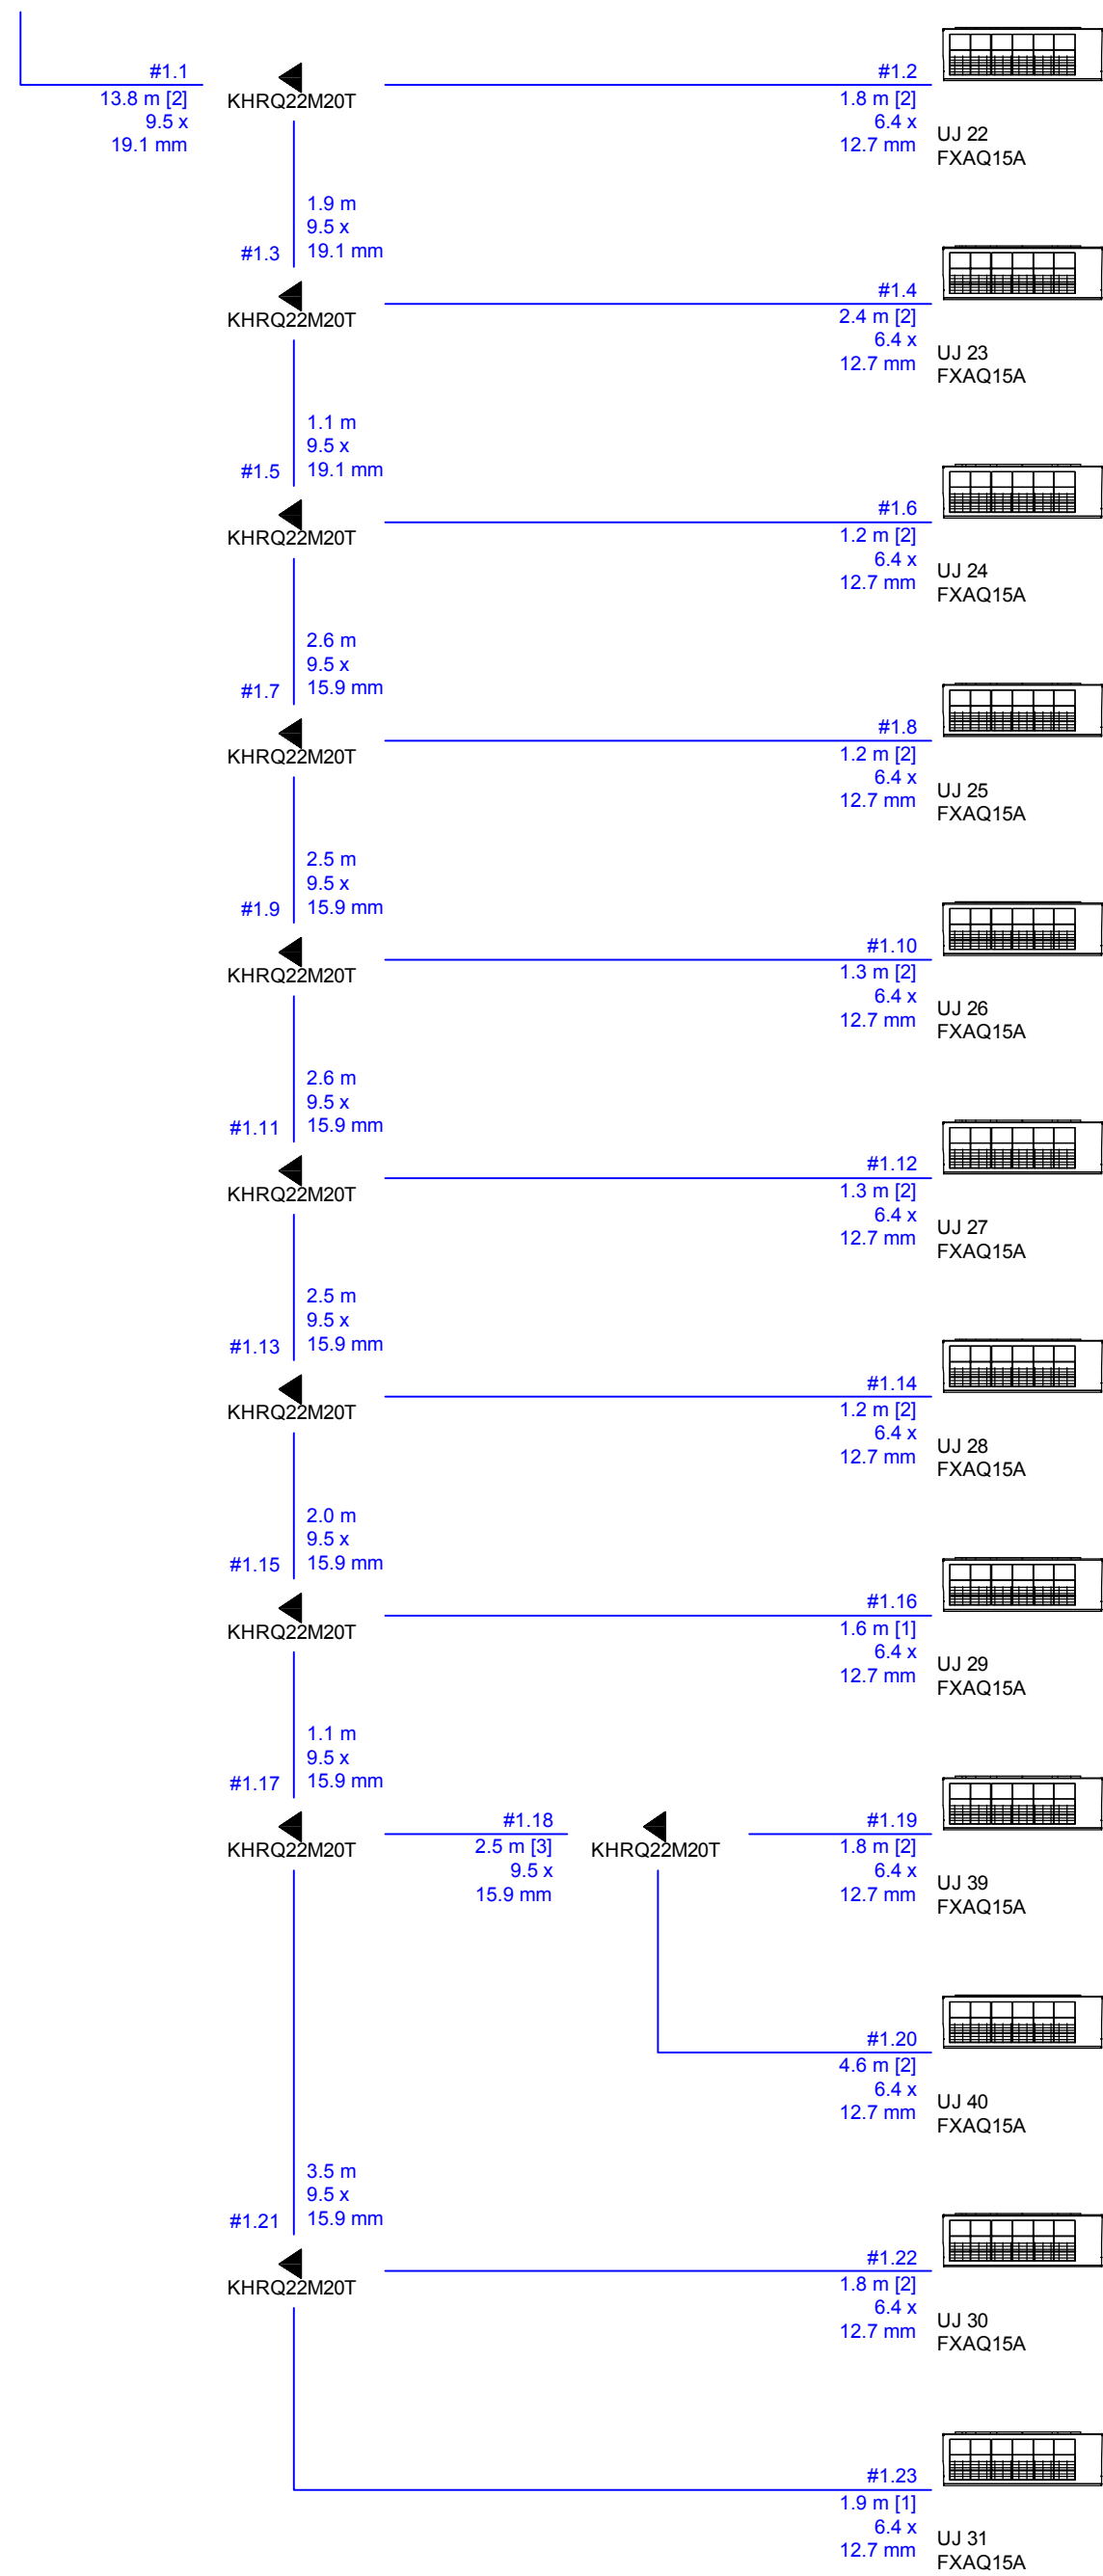 #1.1
13.8 m [2]
9.5 x
19.1 mm
KHRQ22M20T
#1.2
1.8 m [2]
6.4 x
12.7 mm
UJ 22
FXAQ15A
1.9 m
9.5 x
#1.3 19.1 mm
KHRQ22M20T
#1.4
2.4 m [2]
6.4 x
12.7 mm
UJ 23
FXAQ15A
1.1 m
9.5 x
#1.5 19.1 mm
KHRQ22M20T
#1.6
1.2 m [2]
6.4 x
12.7 mm
UJ 24
FXAQ15A
2.6 m
9.5 x
#1.7 15.9 mm
KHRQ22M20T
#1.8
1.2 m [2]
6.4 x
12.7 mm
UJ 25
FXAQ15A
2.5 m
9.5 x
#1.9 15.9 mm
KHRQ22M20T
#1.10
1.3 m [2]
6.4 x
12.7 mm
UJ 26
FXAQ15A
2.6 m
9.5 x
#1.11 15.9 mm
KHRQ22M20T
#1.12
1.3 m [2]
6.4 x
12.7 mm
UJ 27
FXAQ15A
2.5 m
9.5 x
#1.13 15.9 mm
KHRQ22M20T
#1.14
1.2 m [2]
6.4 x
12.7 mm
UJ 28
FXAQ15A
2.0 m
9.5 x
#1.15 15.9 mm
KHRQ22M20T
#1.16
1.6 m [1]
6.4 x
12.7 mm
UJ 29
FXAQ15A
1.1 m
9.5 x
#1.17 15.9 mm
KHRQ22M20T
#1.18
2.5 m [3]
9.5 x
15.9 mm
KHRQ22M20T
#1.19
1.8 m [2]
6.4 x
12.7 mm
UJ 39
FXAQ15A
#1.20
4.6 m [2]
6.4 x
12.7 mm
UJ 40
FXAQ15A
3.5 m
9.5 x
#1.21 15.9 mm
KHRQ22M20T
#1.22
1.8 m [2]
6.4 x
12.7 mm
UJ 30
FXAQ15A
#1.23
1.9 m [1]
6.4 x
12.7 mm
UJ 31
FXAQ15A